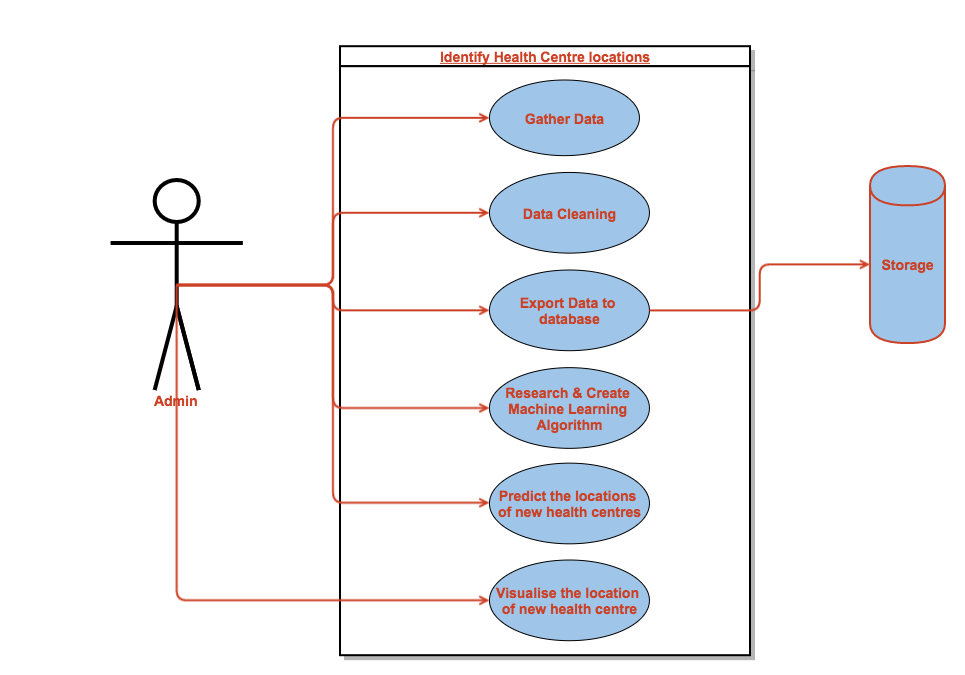 Identify Health Centre locations
Gather Data
Data Cleaning
Export Data to
database
Storage
Research & Create
Machine Learning
Algorithm
Admin
Predict the locations
of new health centres
Visualise the location
of new health centre